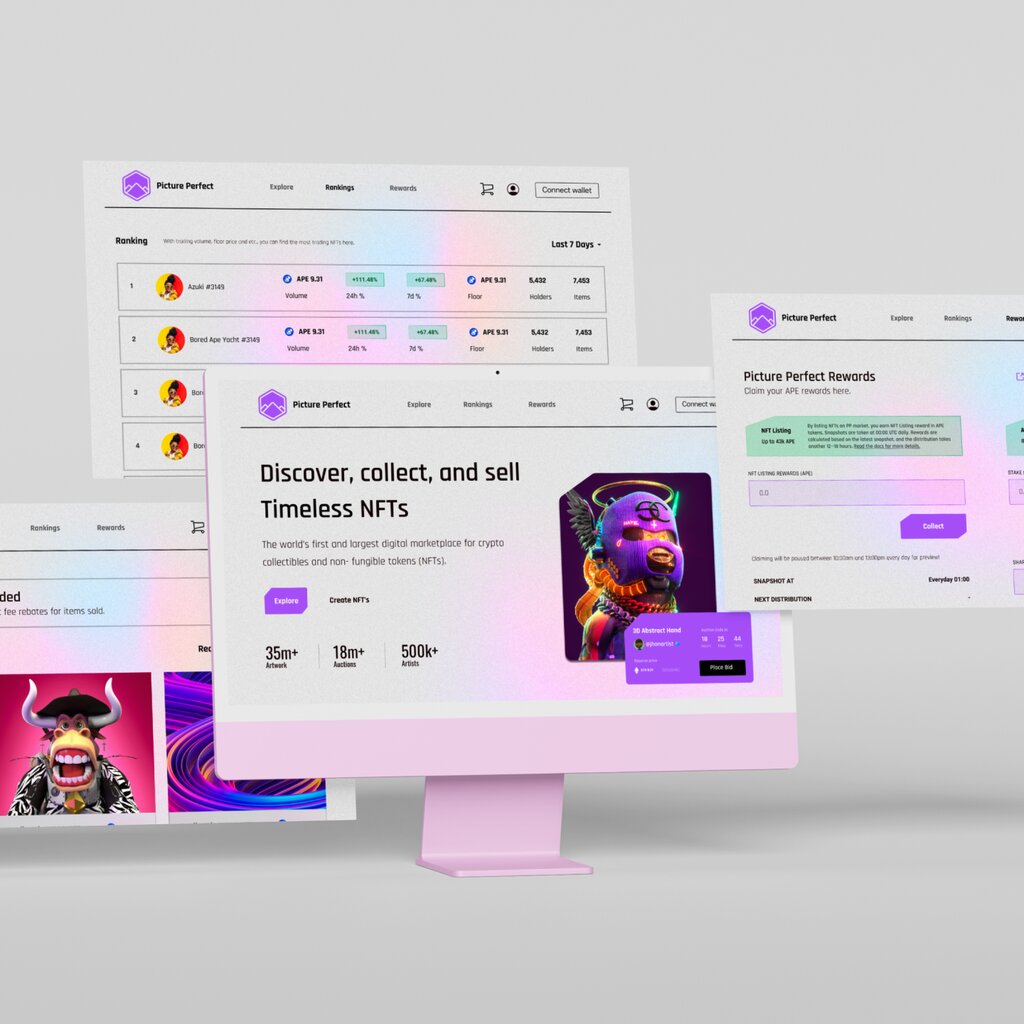 Picture Perfect
Explore
Rankings
Rewards
Connect wallet
Ranking
With trading volume, floor price and etc., you can find the most trading NFTs here.
Last 7 Days
1
Azuki #3149
APE 9.31
+111.48%
+67.48%
APE 9.31
5,432
7,453
Volume
24h %
7d %
Floor
Holders
Items
2
Bored Ape Yacht #3149
APE 9.31
+111.48%
+67.48%
APE 9.31
5,432
7,453
Volume
24h %
7d %
Floor
Holders
Items
3
Bor
4
Bor
Picture Perfect
Explore
Rankings
Rewards
Connect wa
Discover, collect, and sell
Timeless NFTs
The world's first and largest digital marketplace for crypto
collectibles and non- fungible tokens (NFTs).
Explore
Create NFT's
35m+
Artwork
18m+
Auctions
500k+
Artists
3D Abstract Hand
@jhonartist
Auction Ends in
18
25
44
Place Bid
Picture Perfect
Explore
Rankings
Rewa
Picture Perfect Rewards
Claim your APE rewards here.
NFT Listing
Up to 43k APE
By listing NFTs on PP market, you earn NFT Listing reward in APE
tokens. Snapshots are taken at 00:00 UTC daily. Rewards are
calculated based on the latest snapshot, and the distribution takes
another 12-18 hours. Read the docs for more details.
NFT LISTING REWARDS (APE)
0.0
Collect
STAKE
0.
Claiming will be paused between 10:30am and 13:00pm every day for preview!
SNAPSHOT AT
Everyday 01:00
NEXT DISTRIBUTION
SHAR
Rankings
Rewards
ded
t fee rebates for items sold.
Rec